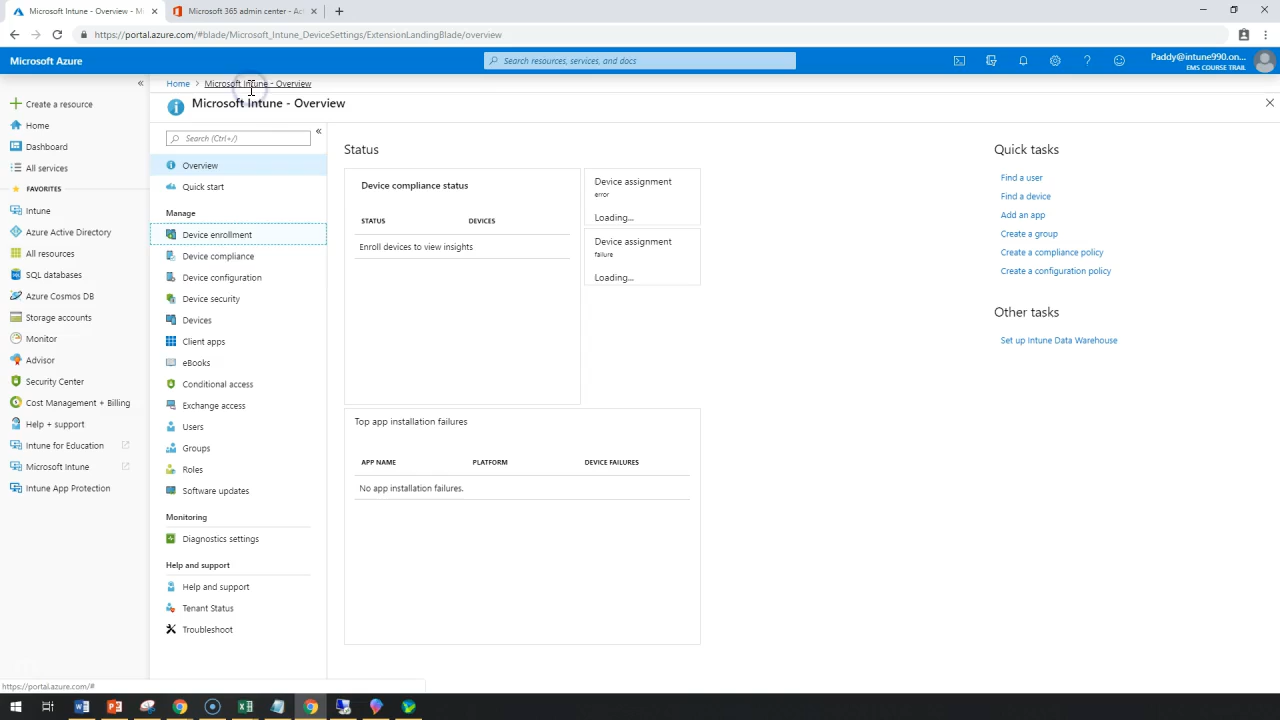 Microsoft Intune - Overview - Mi
Microsoft 365 admin center - Ac
https://portal.azure.com/#blade/Microsoft_Intune_DeviceSettings/ExtensionLandingBlade/overview
Microsoft Azure
Search resources, services, and docs
Paddy@intune990.on...
EMS COURSE TRAIL
Home > Microsoft Intune - Overview
Microsoft Intune - Overview
Create a resource
Home
Dashboard
All services
FAVORITES
Intune
Azure Active Directory
All resources
SQL databases
Azure Cosmos DB
Storage accounts
Monitor
Advisor
Security Center
Cost Management + Billing
Help + support
Intune for Education
Microsoft Intune
Intune App Protection
Search (Ctrl+/)
Overview
Quick start
Manage
Device enrollment
Device compliance
Device configuration
Device security
Devices
Client apps
eBooks
Conditional access
Exchange access
Users
Groups
Roles
Software updates
Monitoring
Diagnostics settings
Help and support
Help and support
Tenant Status
Troubleshoot
Status
Device compliance status
STATUS DEVICES
Enroll devices to view insights
Device assignment
error
Loading...
Device assignment
failure
Loading...
Top app installation failures
APP NAME PLATFORM DEVICE FAILURES
No app installation failures.
Quick tasks
Find a user
Find a device
Add an app
Create a group
Create a compliance policy
Create a configuration policy
Other tasks
Set up Intune Data Warehouse
https://portal.azure.com/#